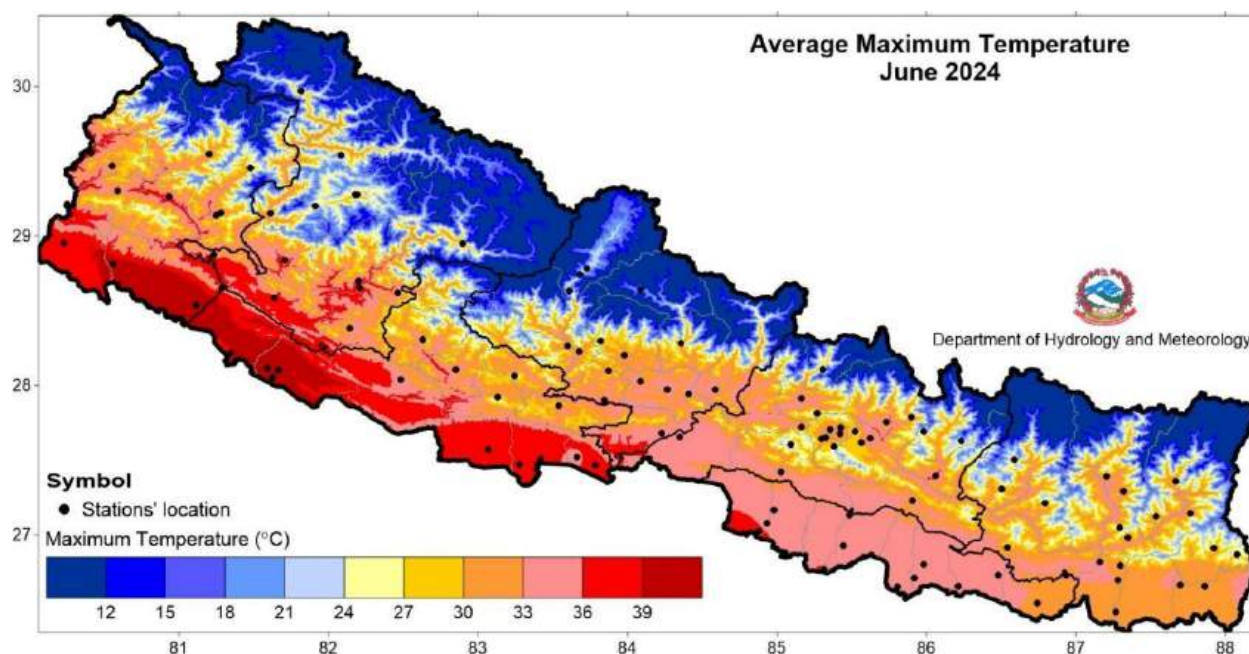 Average Maximum Temperature
June 2024
30
29
28
27
Department of Hydrology and Meteorology
Symbol
Stations' location
Maximum Temperature (°C)
12 15 18 21 24 27 30 33 36 39
81 82 83 84 85 86 87 88